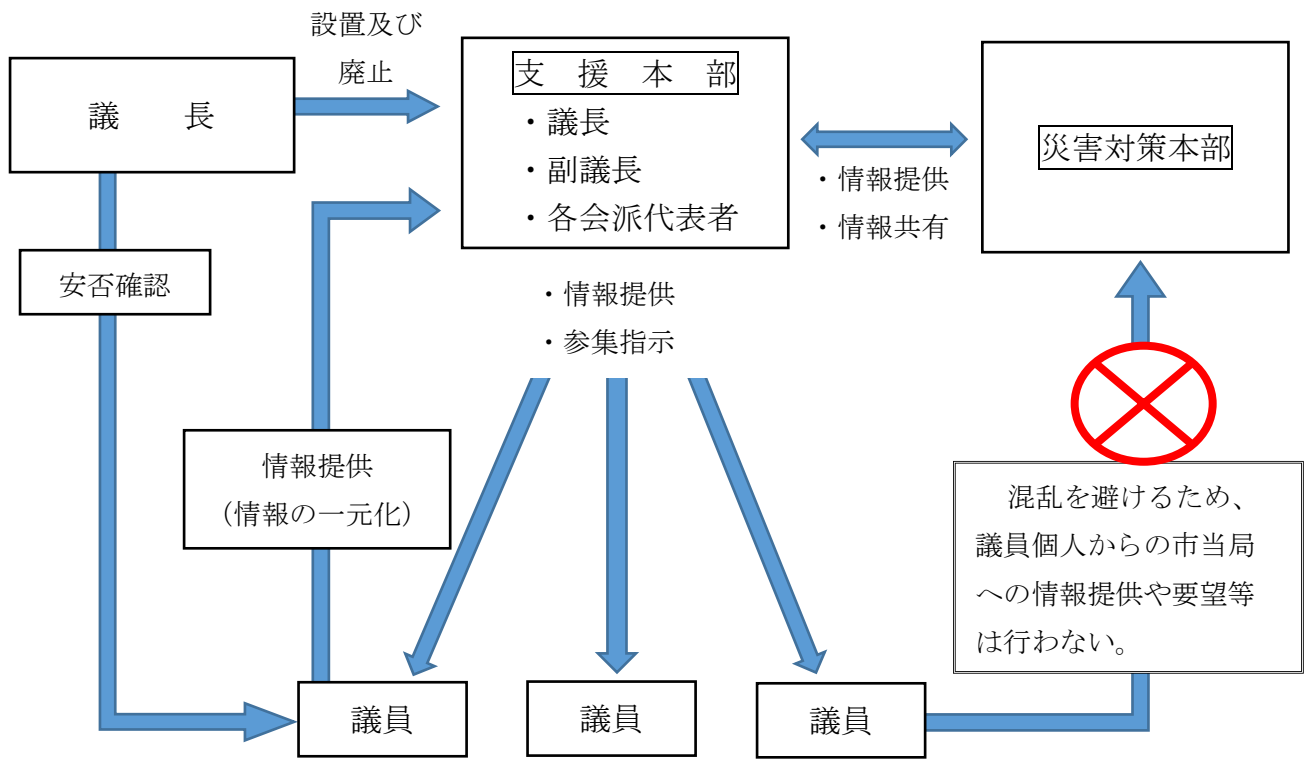 設置及び
廃止
議　　長
支　援　本　部
・議長
・副議長
・各会派代表者
災害対策本部
・情報提供
・情報共有
安否確認
・情報提供
・参集指示
情報提供
（情報の一元化）
　混乱を避けるため、
議員個人からの市当局
への情報提供や要望等
は行わない。
議員
議員
議員